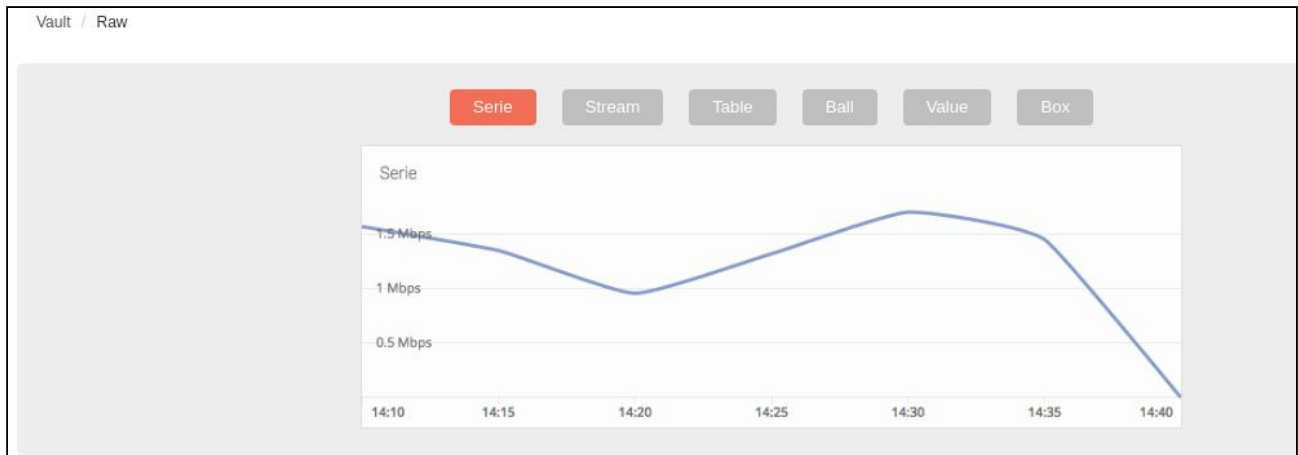 Vault / Raw
Serie Stream Table Ball Value Box
Serie
1.5 Mbps
1 Mbps
0.5 Mbps
14:10 14:15 14:20 14:25 14:30 14:35 14:40